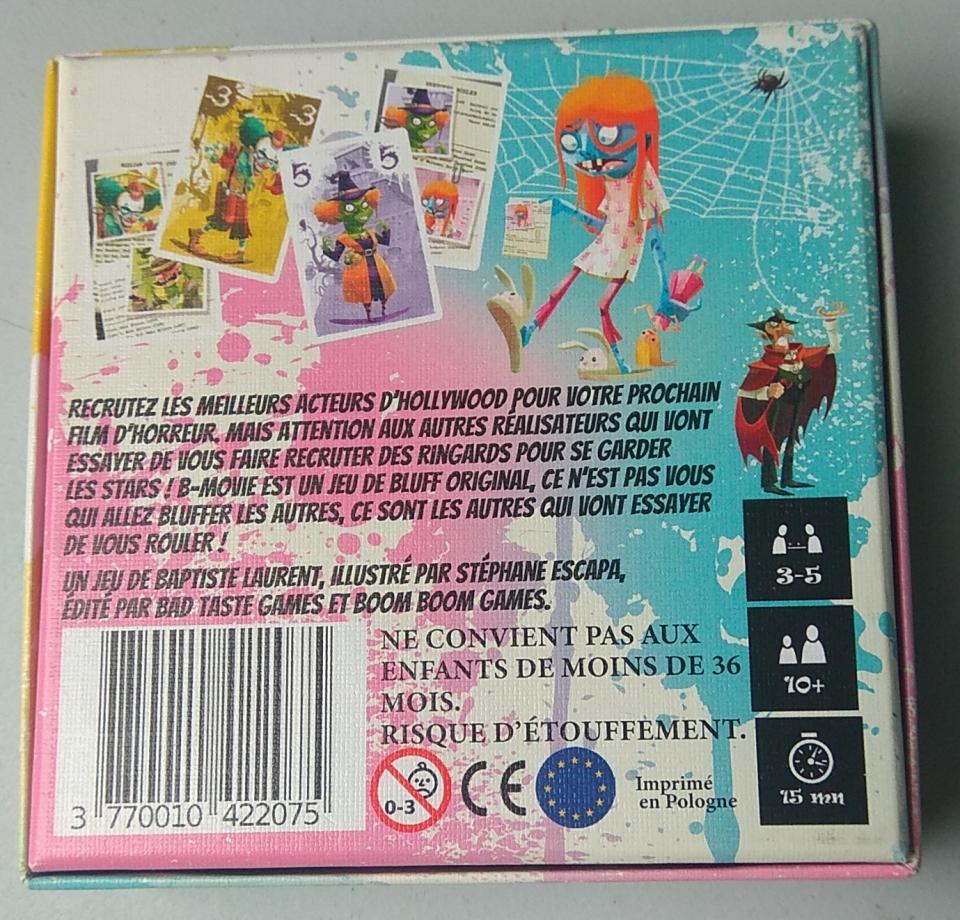 -3
-3
5
5
RECRUTEZ LES MEILLEURS ACTEURS D'HOLLYWOOD POUR VOTRE PROCHAIN
FILM D'HORREUR. MAIS ATTENTION AUX AUTRES RÉALISATEURS QUI VONT
ESSAYER DE VOUS FAIRE RECRUTER DES RINGARDS POUR SE GARDER
LES STARS ! B-MOVIE EST UN JEU DE BLUFF ORIGINAL, CE N'EST PAS VOUS
QUI ALLEZ BLUFFER LES AUTRES, CE SONT LES AUTRES QUI VONT ESSAYER
DE VOUS ROULER !
UN JEU DE BAPTISTE LAURENT, ILLUSTRÉ PAR STÉPHANE ESCAPA,
ÉDITÉ PAR BAD TASTE GAMES ET BOOM BOOM GAMES.
3-5
10+
15 mn
NE CONVIENT PAS AUX
ENFANTS DE MOINS DE 36
MOIS.
RISQUE D'ÉTOUFFEMENT.
0-3
CE
Imprimé
en Pologne
3 770010 422075